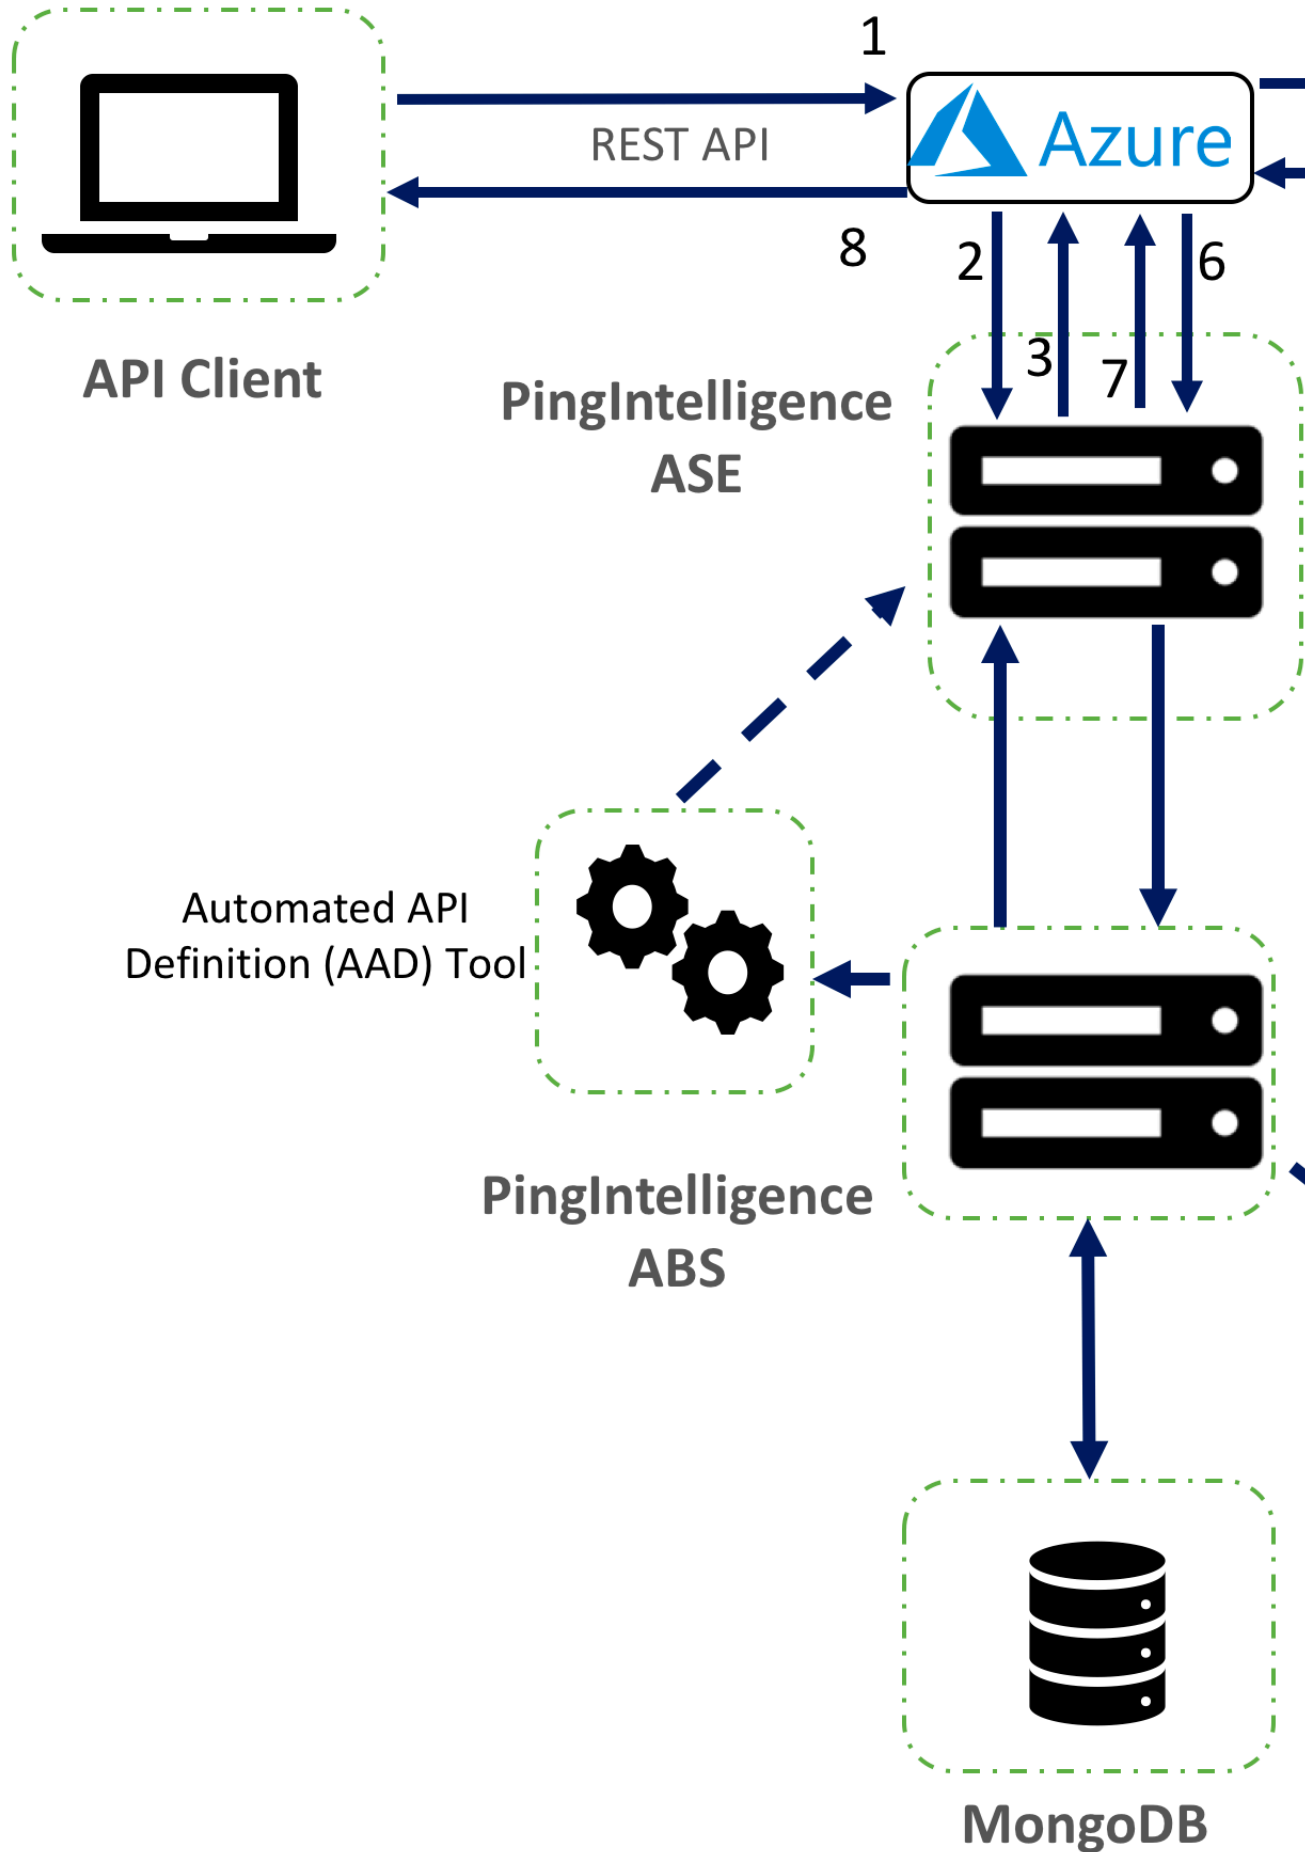 1
Azure
REST API
8
2
6
3
7
API Client
PingIntelligence
ASE
Automated API
Definition (AAD) Tool
PingIntelligence
ABS
MongoDB